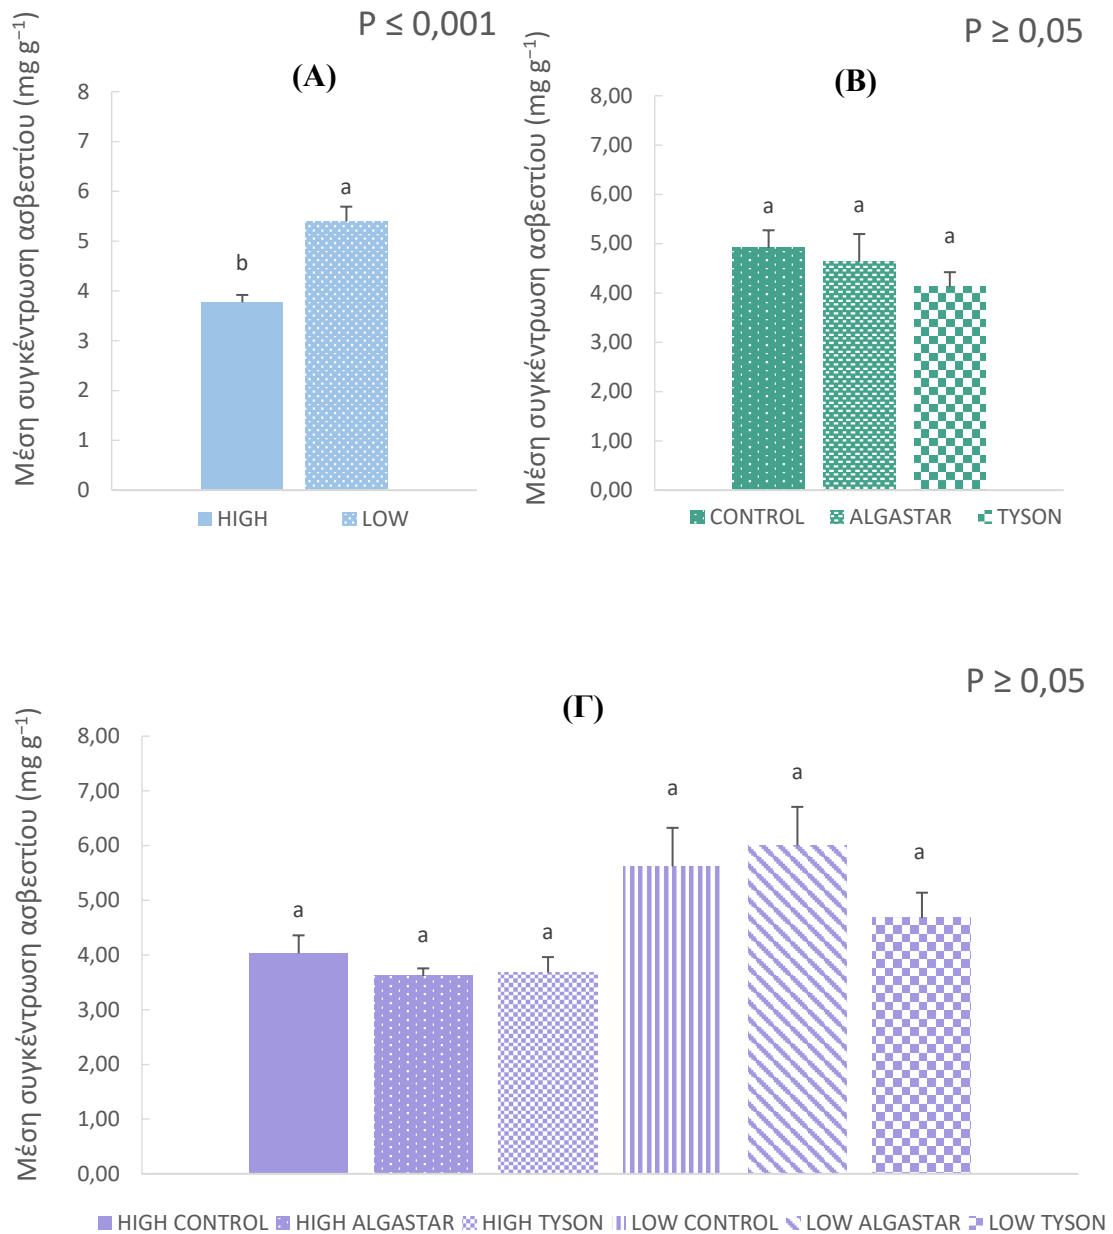 P ≤ 0,001
(A)
Μέση συγκέντρωση ασβεστίου (mg g⁻¹)
8
7
6
5
4
3
2
1
0
b
a
HIGH
LOW
P ≥ 0,05
(B)
Μέση συγκέντρωση ασβεστίου (mg g⁻¹)
8,00
7,00
6,00
5,00
4,00
3,00
2,00
1,00
0,00
a
a
a
CONTROL
ALGASTAR
TYSON
P ≥ 0,05
(Γ)
Μέση συγκέντρωση ασβεστίου (mg g⁻¹)
8,00
7,00
6,00
5,00
4,00
3,00
2,00
1,00
0,00
a
a
a
a
a
a
HIGH CONTROL
HIGH ALGASTAR
HIGH TYSON
LOW CONTROL
LOW ALGASTAR
LOW TYSON